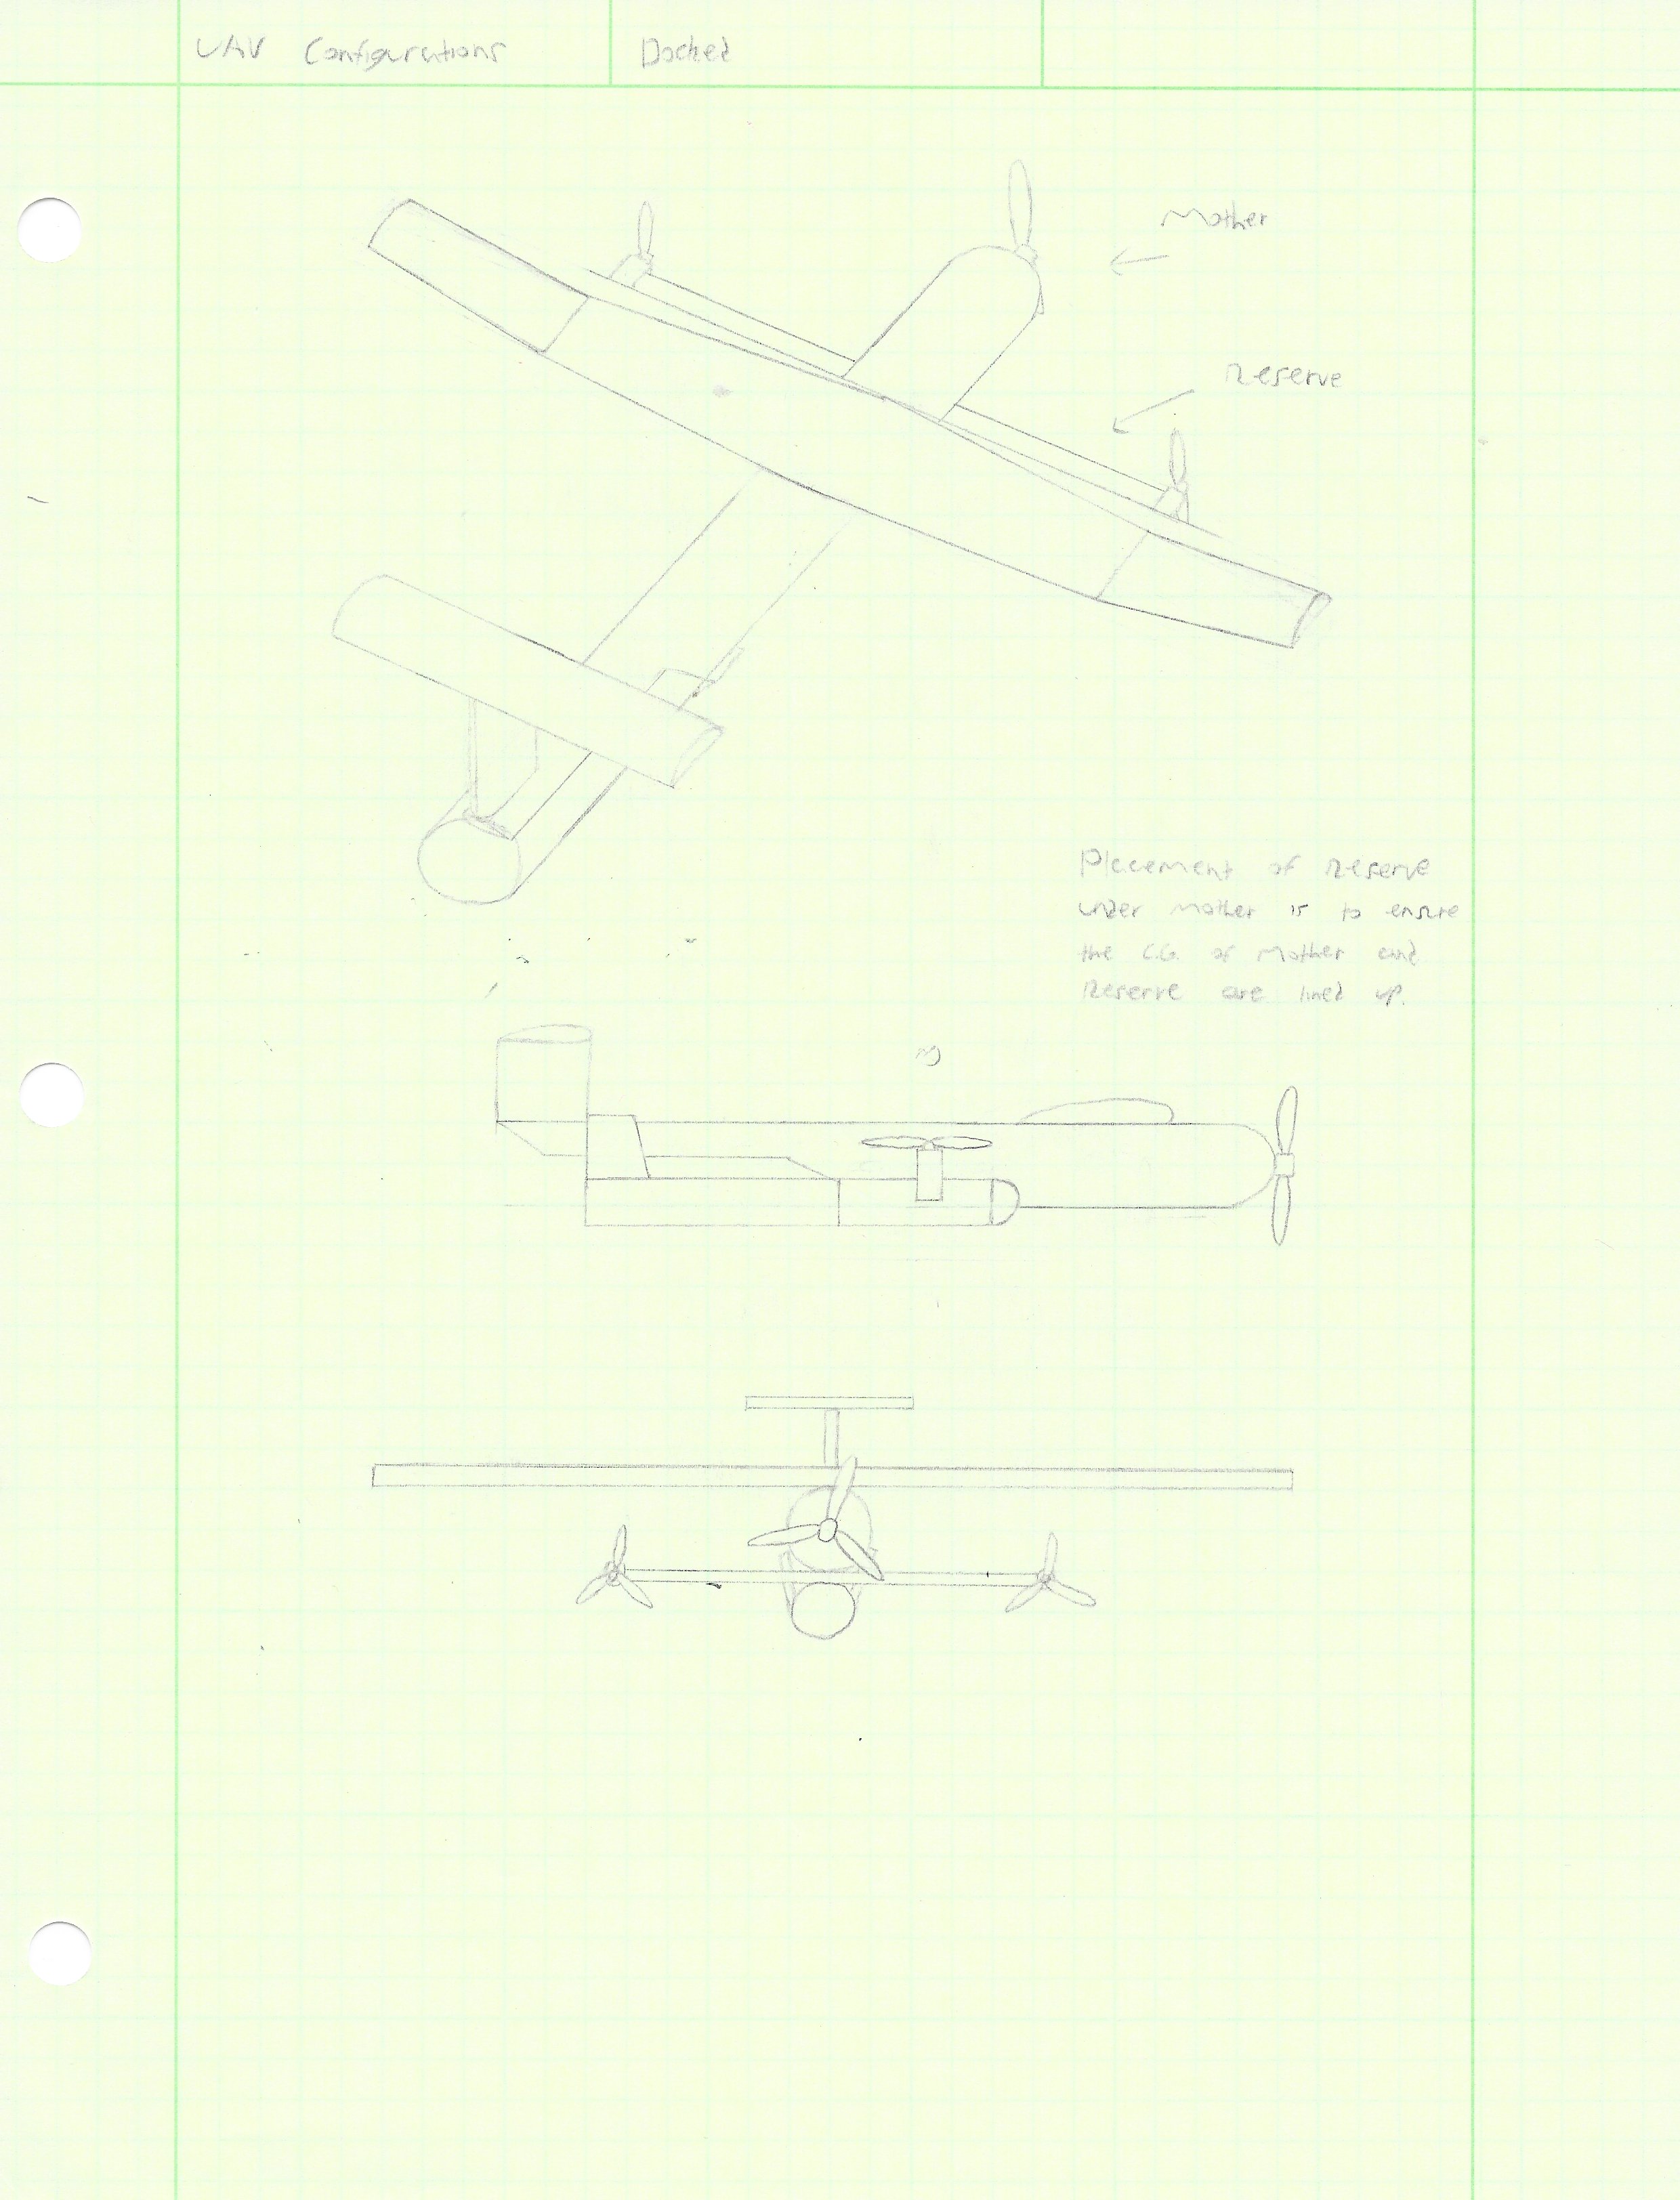 UAV Configurations
Docked
Mother
Reserve
Placement of Reserve
under Mother is to ensure
the C.G. of Mother and
Reserve are lined up.